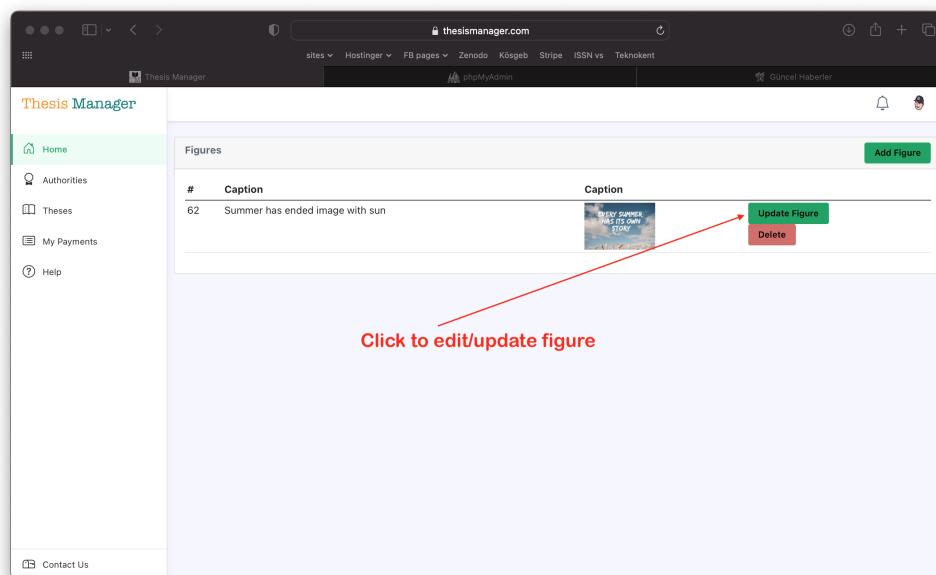 thesismanager.com
sites Hostinger FB pages Zenodo Kösgeb Stripe ISSN vs Teknokent
Thesis Manager phpMyAdmin Güncel Haberler
Thesis Manager
Home
Authorities
Theses
My Payments
Help
Contact Us
Figures
Add Figure
# Caption Caption
62 Summer has ended image with sun
EVERY SUMMER
HAS ITS OWN
STORY
Update Figure
Delete
Click to edit/update figure